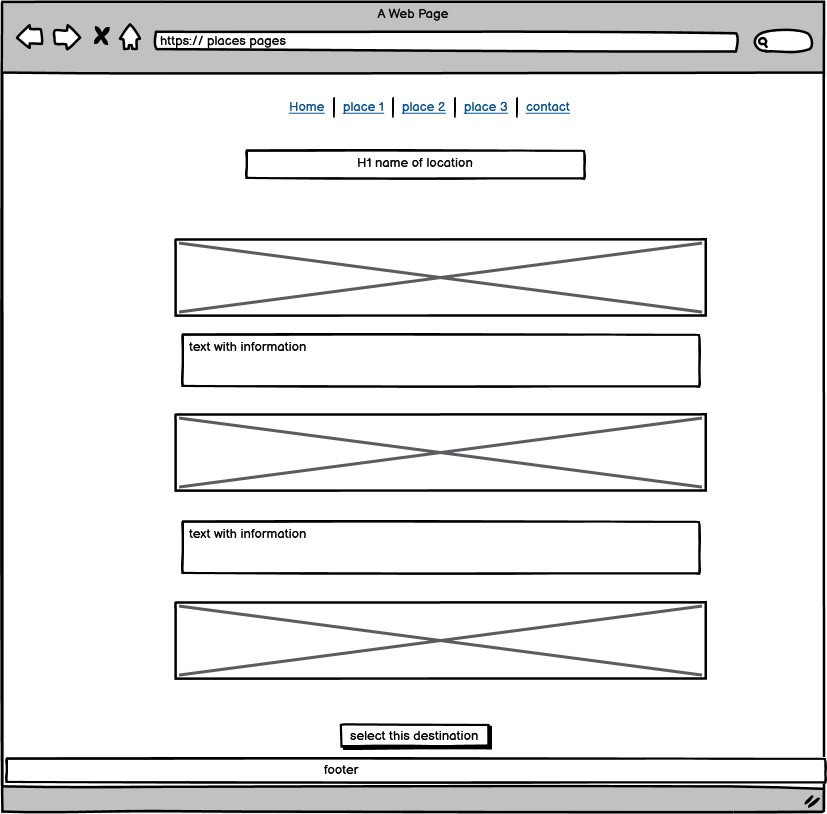 A Web Page
https:// places pages
Home | place 1 | place 2 | place 3 | contact
H1 name of location
text with information
text with information
select this destination
footer